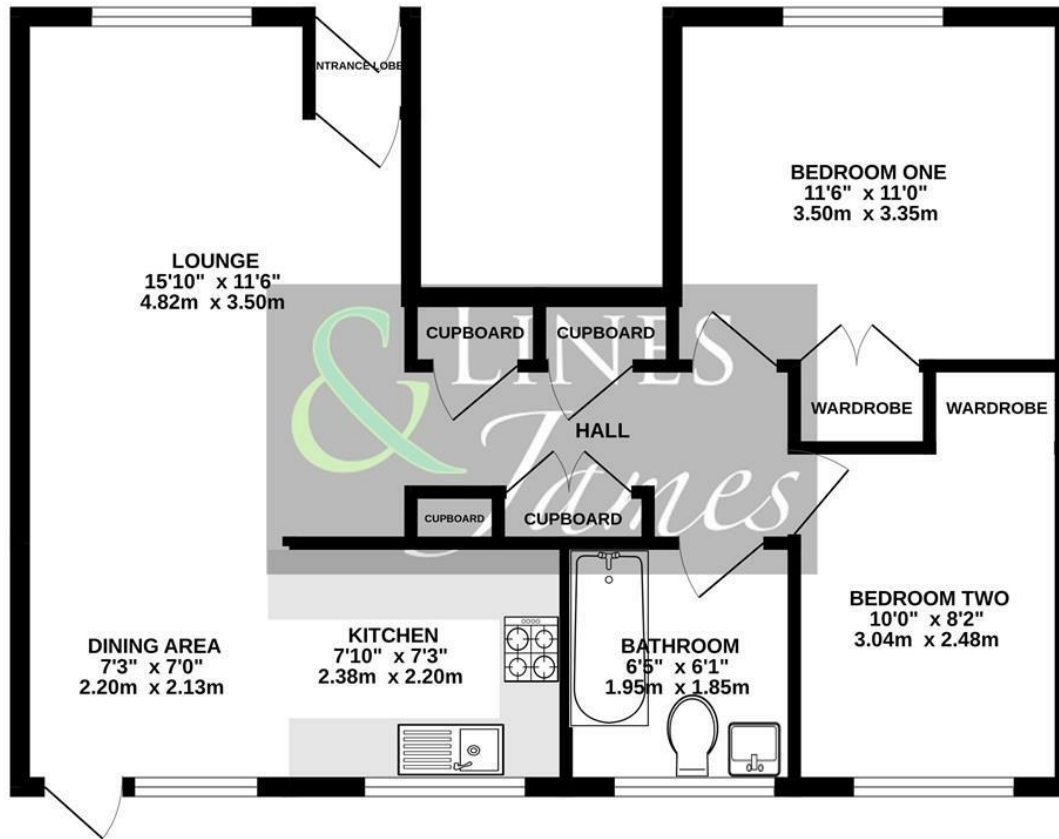 NTRANCE LOBB
BEDROOM ONE
11'6" x 11'0"
3.50m x 3.35m
LOUNGE
15'10" x 11'6"
4.82m x 3.50m
CUPBOARD
CUPBOARD
& LINES
James
WARDROBE
WARDROBE
HALL
CUPBOARD
CUPBOARD
DINING AREA
7'3" x 7'0"
2.20m x 2.13m
KITCHEN
7'10" x 7'3"
2.38m x 2.20m
BATHROOM
6'5" x 6'1"
1.95m x 1.85m
BEDROOM TWO
10'0" x 8'2"
3.04m x 2.48m